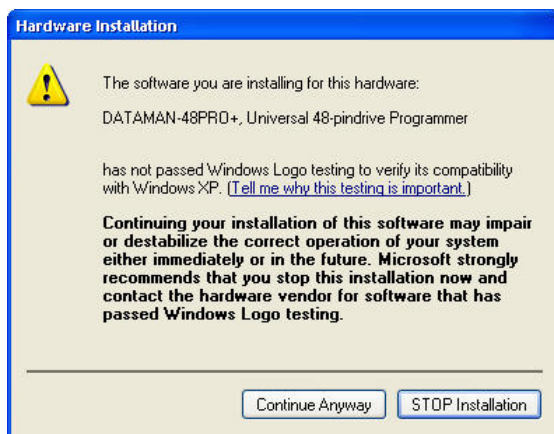 Hardware Installation
The software you are installing for this hardware:
DATAMAN-48PRO+, Universal 48-pindrive Programmer
has not passed Windows Logo testing to verify its compatibility
with Windows XP. (Tell me why this testing is important.)
Continuing your installation of this software may impair
or destabilize the correct operation of your system
either immediately or in the future. Microsoft strongly
recommends that you stop this installation now and
contact the hardware vendor for software that has
passed Windows Logo testing.
Continue Anyway STOP Installation